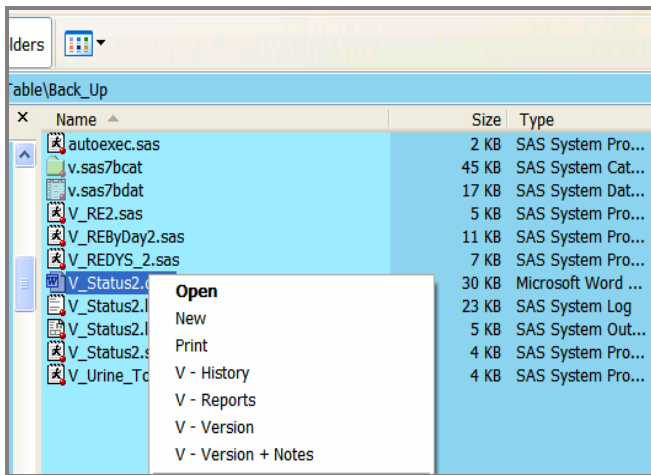 lders
Table\Back_Up
× Name Size Type
autoexec.sas 2 KB SAS System Pro...
v.sas7bcat 45 KB SAS System Cat...
v.sas7bdat 17 KB SAS System Dat...
V_RE2.sas 5 KB SAS System Pro...
V_REByDay2.sas 11 KB SAS System Pro...
V_REDYS_2.sas 7 KB SAS System Pro...
V_Status2.d 30 KB Microsoft Word ...
V_Status2.l 23 KB SAS System Log
V_Status2.l 5 KB SAS System Out...
V_Status2.s 4 KB SAS System Pro...
V_Urine_To 4 KB SAS System Pro...
Open
New
Print
V - History
V - Reports
V - Version
V - Version + Notes